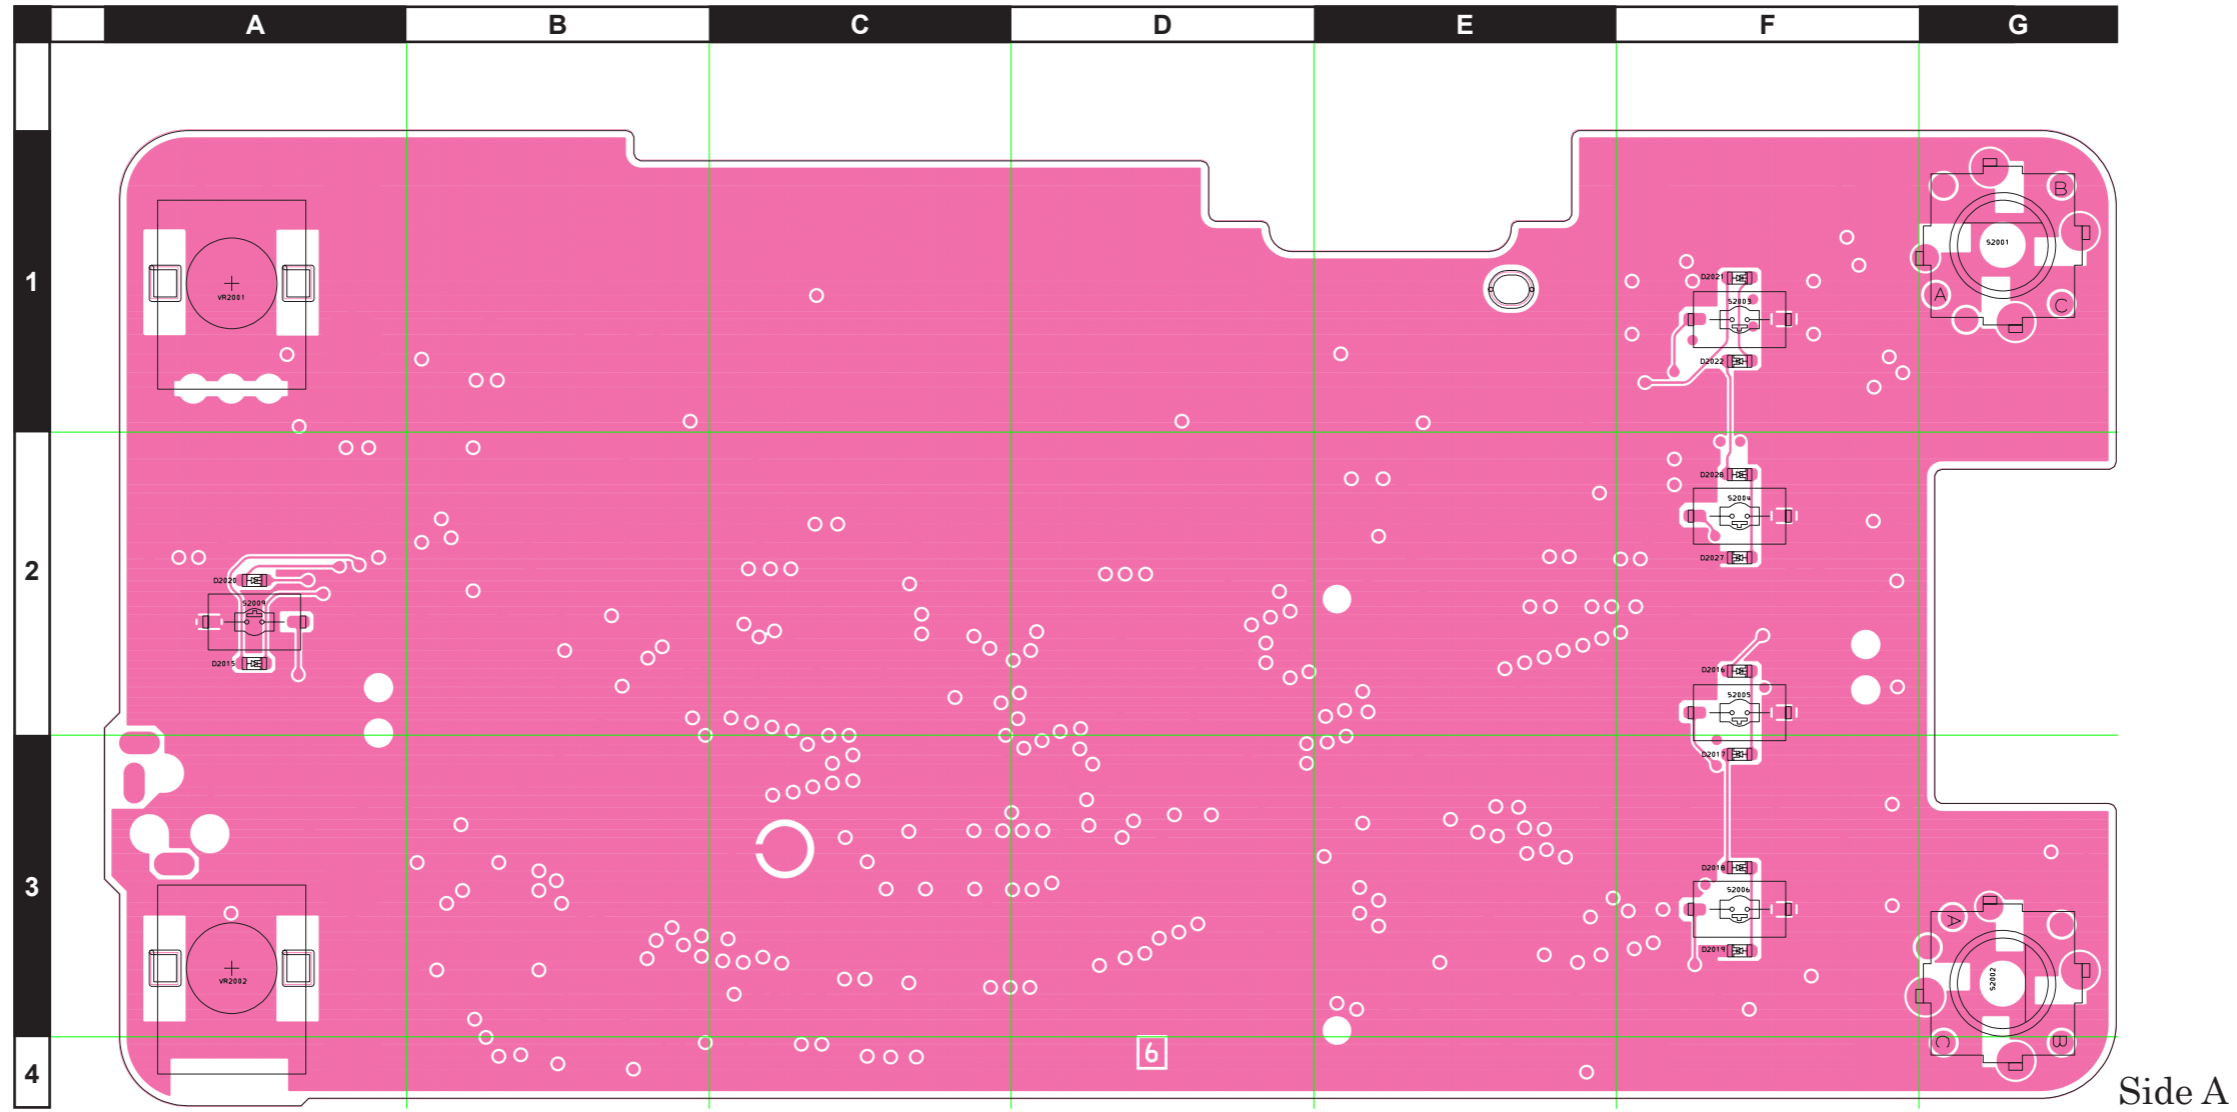 A B C D E F G
B
S2001
A
C
1
VR2001
D2021
S2003
D2022
D2028
S2004
D2027
2
D2020
S2009
D2015
D2016
S2005
D2017
D2018
S2006
D2019
3
VR2002
A
S2002
C
B
6
4
Side A